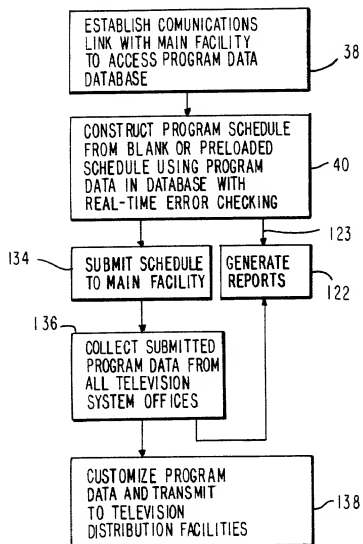 ESTABLISH COMUNICATIONS
LINK WITH MAIN FACILITY
TO ACCESS PROGRAM DATA
DATABASE
38
CONSTRUCT PROGRAM SCHEDULE
FROM BLANK OR PRELOADED
SCHEDULE USING PROGRAM
DATA IN DATABASE WITH
REAL-TIME ERROR CHECKING
40
123
134
SUBMIT SCHEDULE
TO MAIN FACILITY
GENERATE
REPORTS
122
136
COLLECT SUBMITTED
PROGRAM DATA FROM
ALL TELEVISION
SYSTEM OFFICES
CUSTOMIZE PROGRAM
DATA AND TRANSMIT
TO TELEVISION
DISTRIBUTION FACILITIES
138